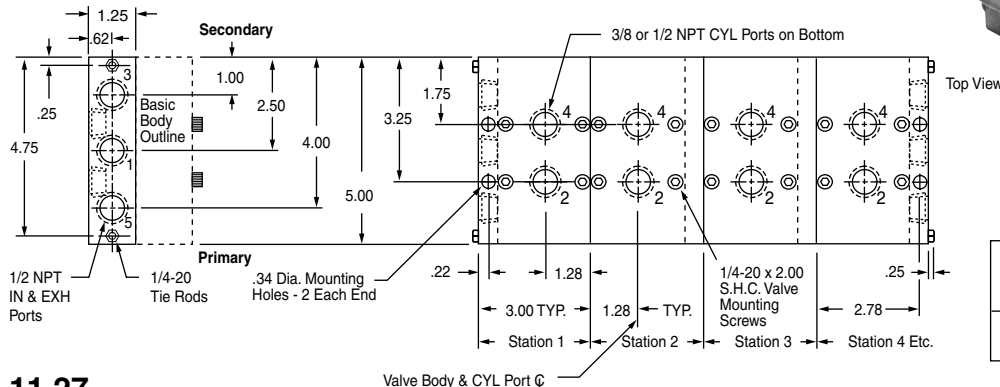 1.25
.62
Secondary
3/8 or 1/2 NPT CYL Ports on Bottom
3
1.00
.25
Basic
Body
Outline
2.50
1.75
Top View
4.75
4.00
3.25
4 4 4 4
1
5.00
2 2 2 2
5
Primary
1/2 NPT
IN & EXH
Ports
1/4-20
Tie Rods
.34 Dia. Mounting
Holes - 2 Each End
.22
1.28
1/4-20 x 2.00
S.H.C. Valve
Mounting
Screws
.25
3.00 TYP.
1.28
TYP.
2.78
Station 1
Station 2
Station 3
Station 4 Etc.
Valve Body & CYL Port ℄